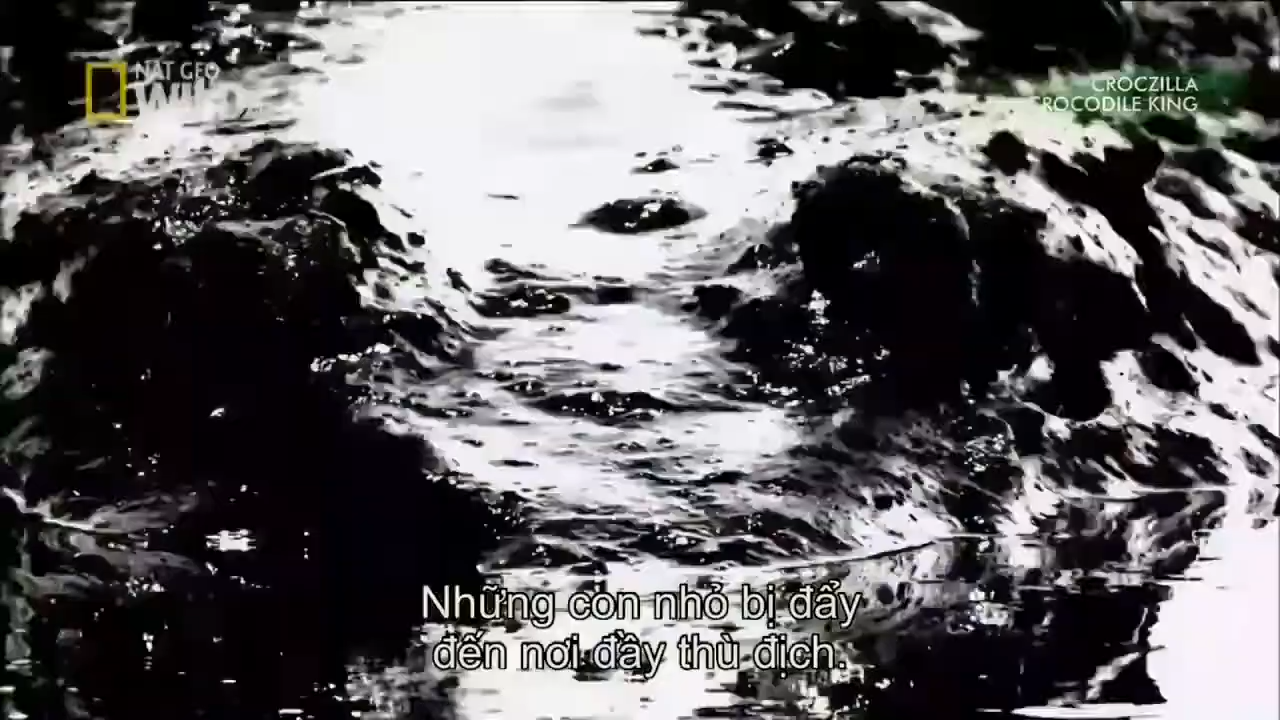 NAT GEO
WILD
CROCZILLA
CROCODILE KING
Những con nhỏ bị đẩy
đến nơi đầy thù địch.